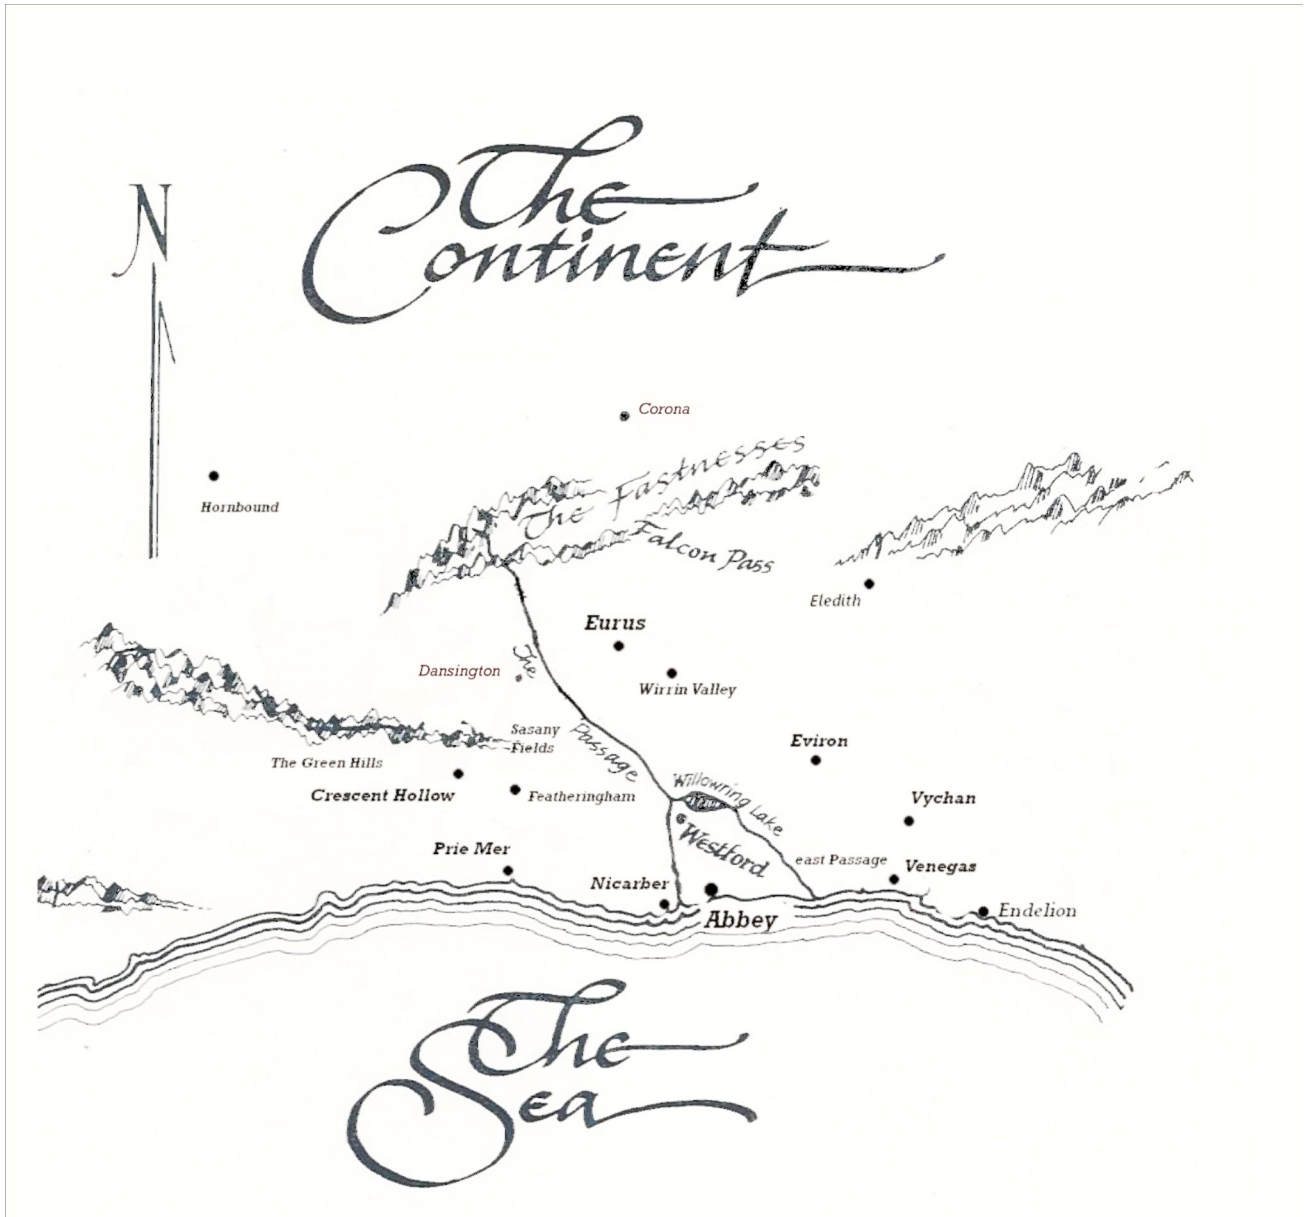 The
Continent
N
Corona
The Fastnesses
Hornbound
Falcon Pass
Eledith
Eurus
The
Dansington
Wirrin Valley
Sasany
Fields
Passage
Eviron
The Green Hills
Willowring Lake
Crescent Hollow
Featheringham
Vychan
Westford
Prie Mer
east Passage
Venegas
Nicarber
Abbey
Endelion
The
Sea